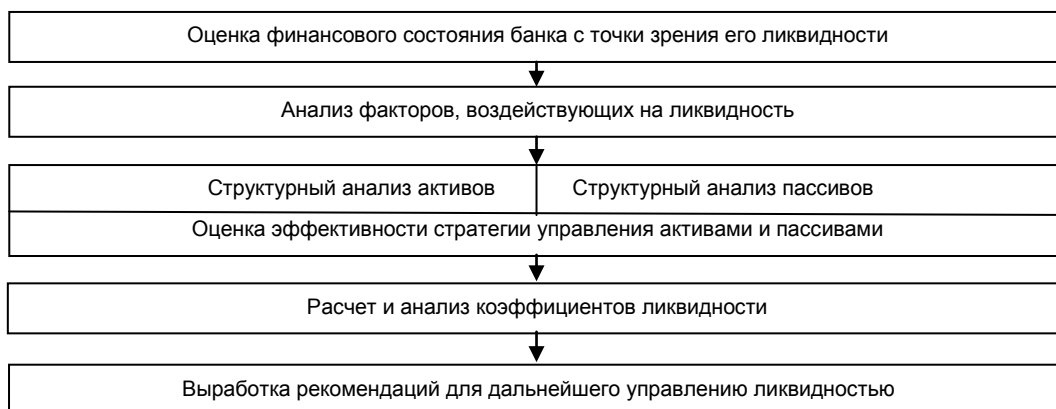 Оценка финансового состояния банка с точки зрения его ликвидности
Анализ факторов, воздействующих на ликвидность
Структурный анализ активов
Структурный анализ пассивов
Оценка эффективности стратегии управления активами и пассивами
Расчет и анализ коэффициентов ликвидности
Выработка рекомендаций для дальнейшего управлению ликвидностью